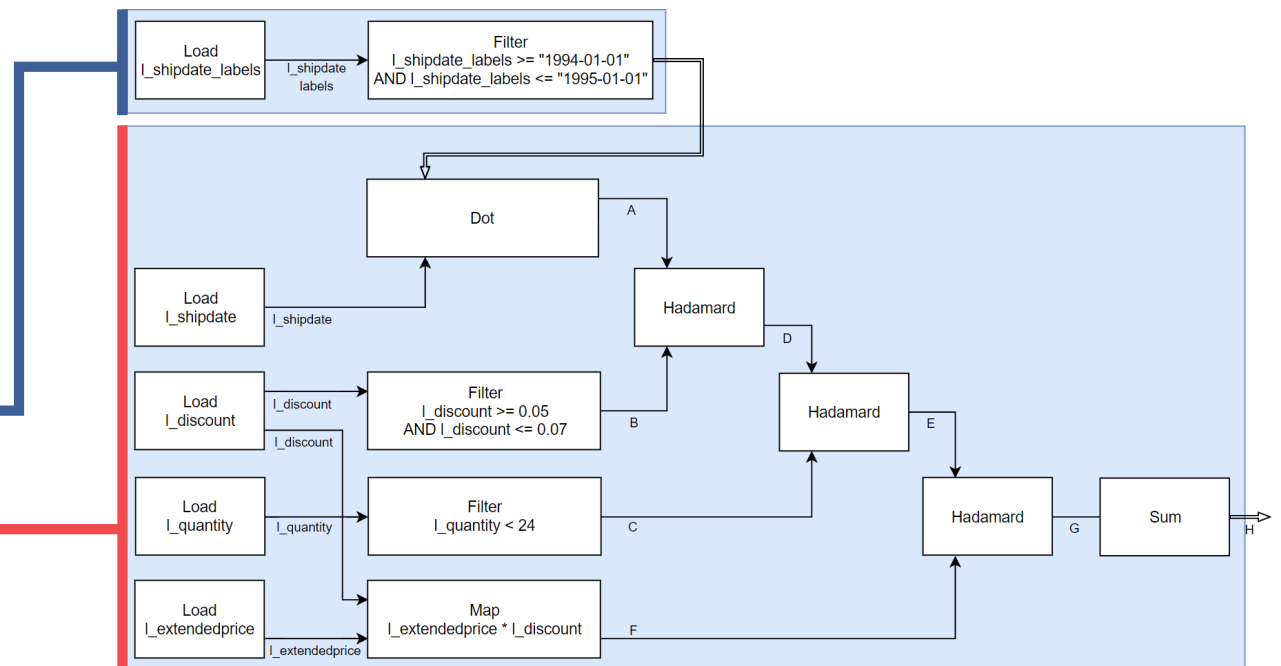 Load
l_shipdate_labels
l_shipdate
labels
Filter
l_shipdate_labels >= "1994-01-01"
AND l_shipdate_labels <= "1995-01-01"
Dot
A
Load
l_shipdate
l_shipdate
Hadamard
D
Load
l_discount
l_discount
l_discount
Filter
l_discount >= 0.05
AND l_discount <= 0.07
B
Hadamard
E
Load
l_quantity
l_quantity
Filter
l_quantity < 24
C
Hadamard
G
Sum
H
Load
l_extendedprice
l_extendedprice
Map
l_extendedprice * l_discount
F